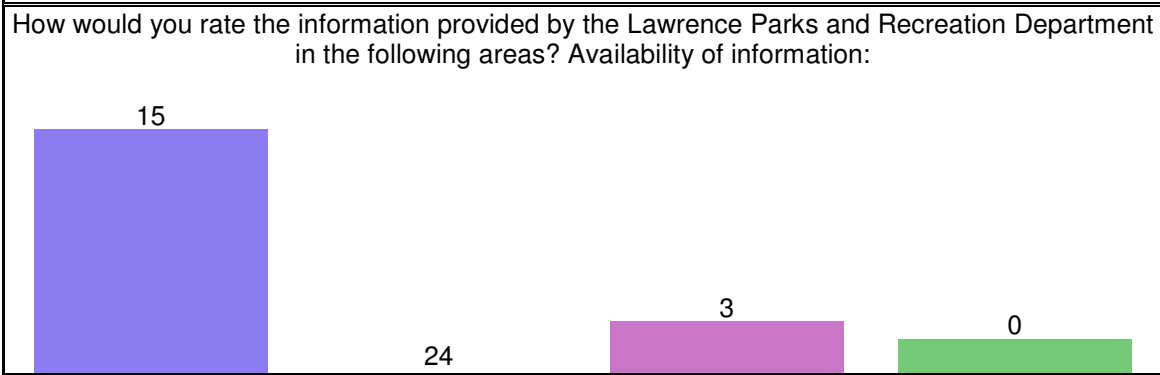 How would you rate the information provided by the Lawrence Parks and Recreation Department
in the following areas? Availability of information:
15
24
3
0